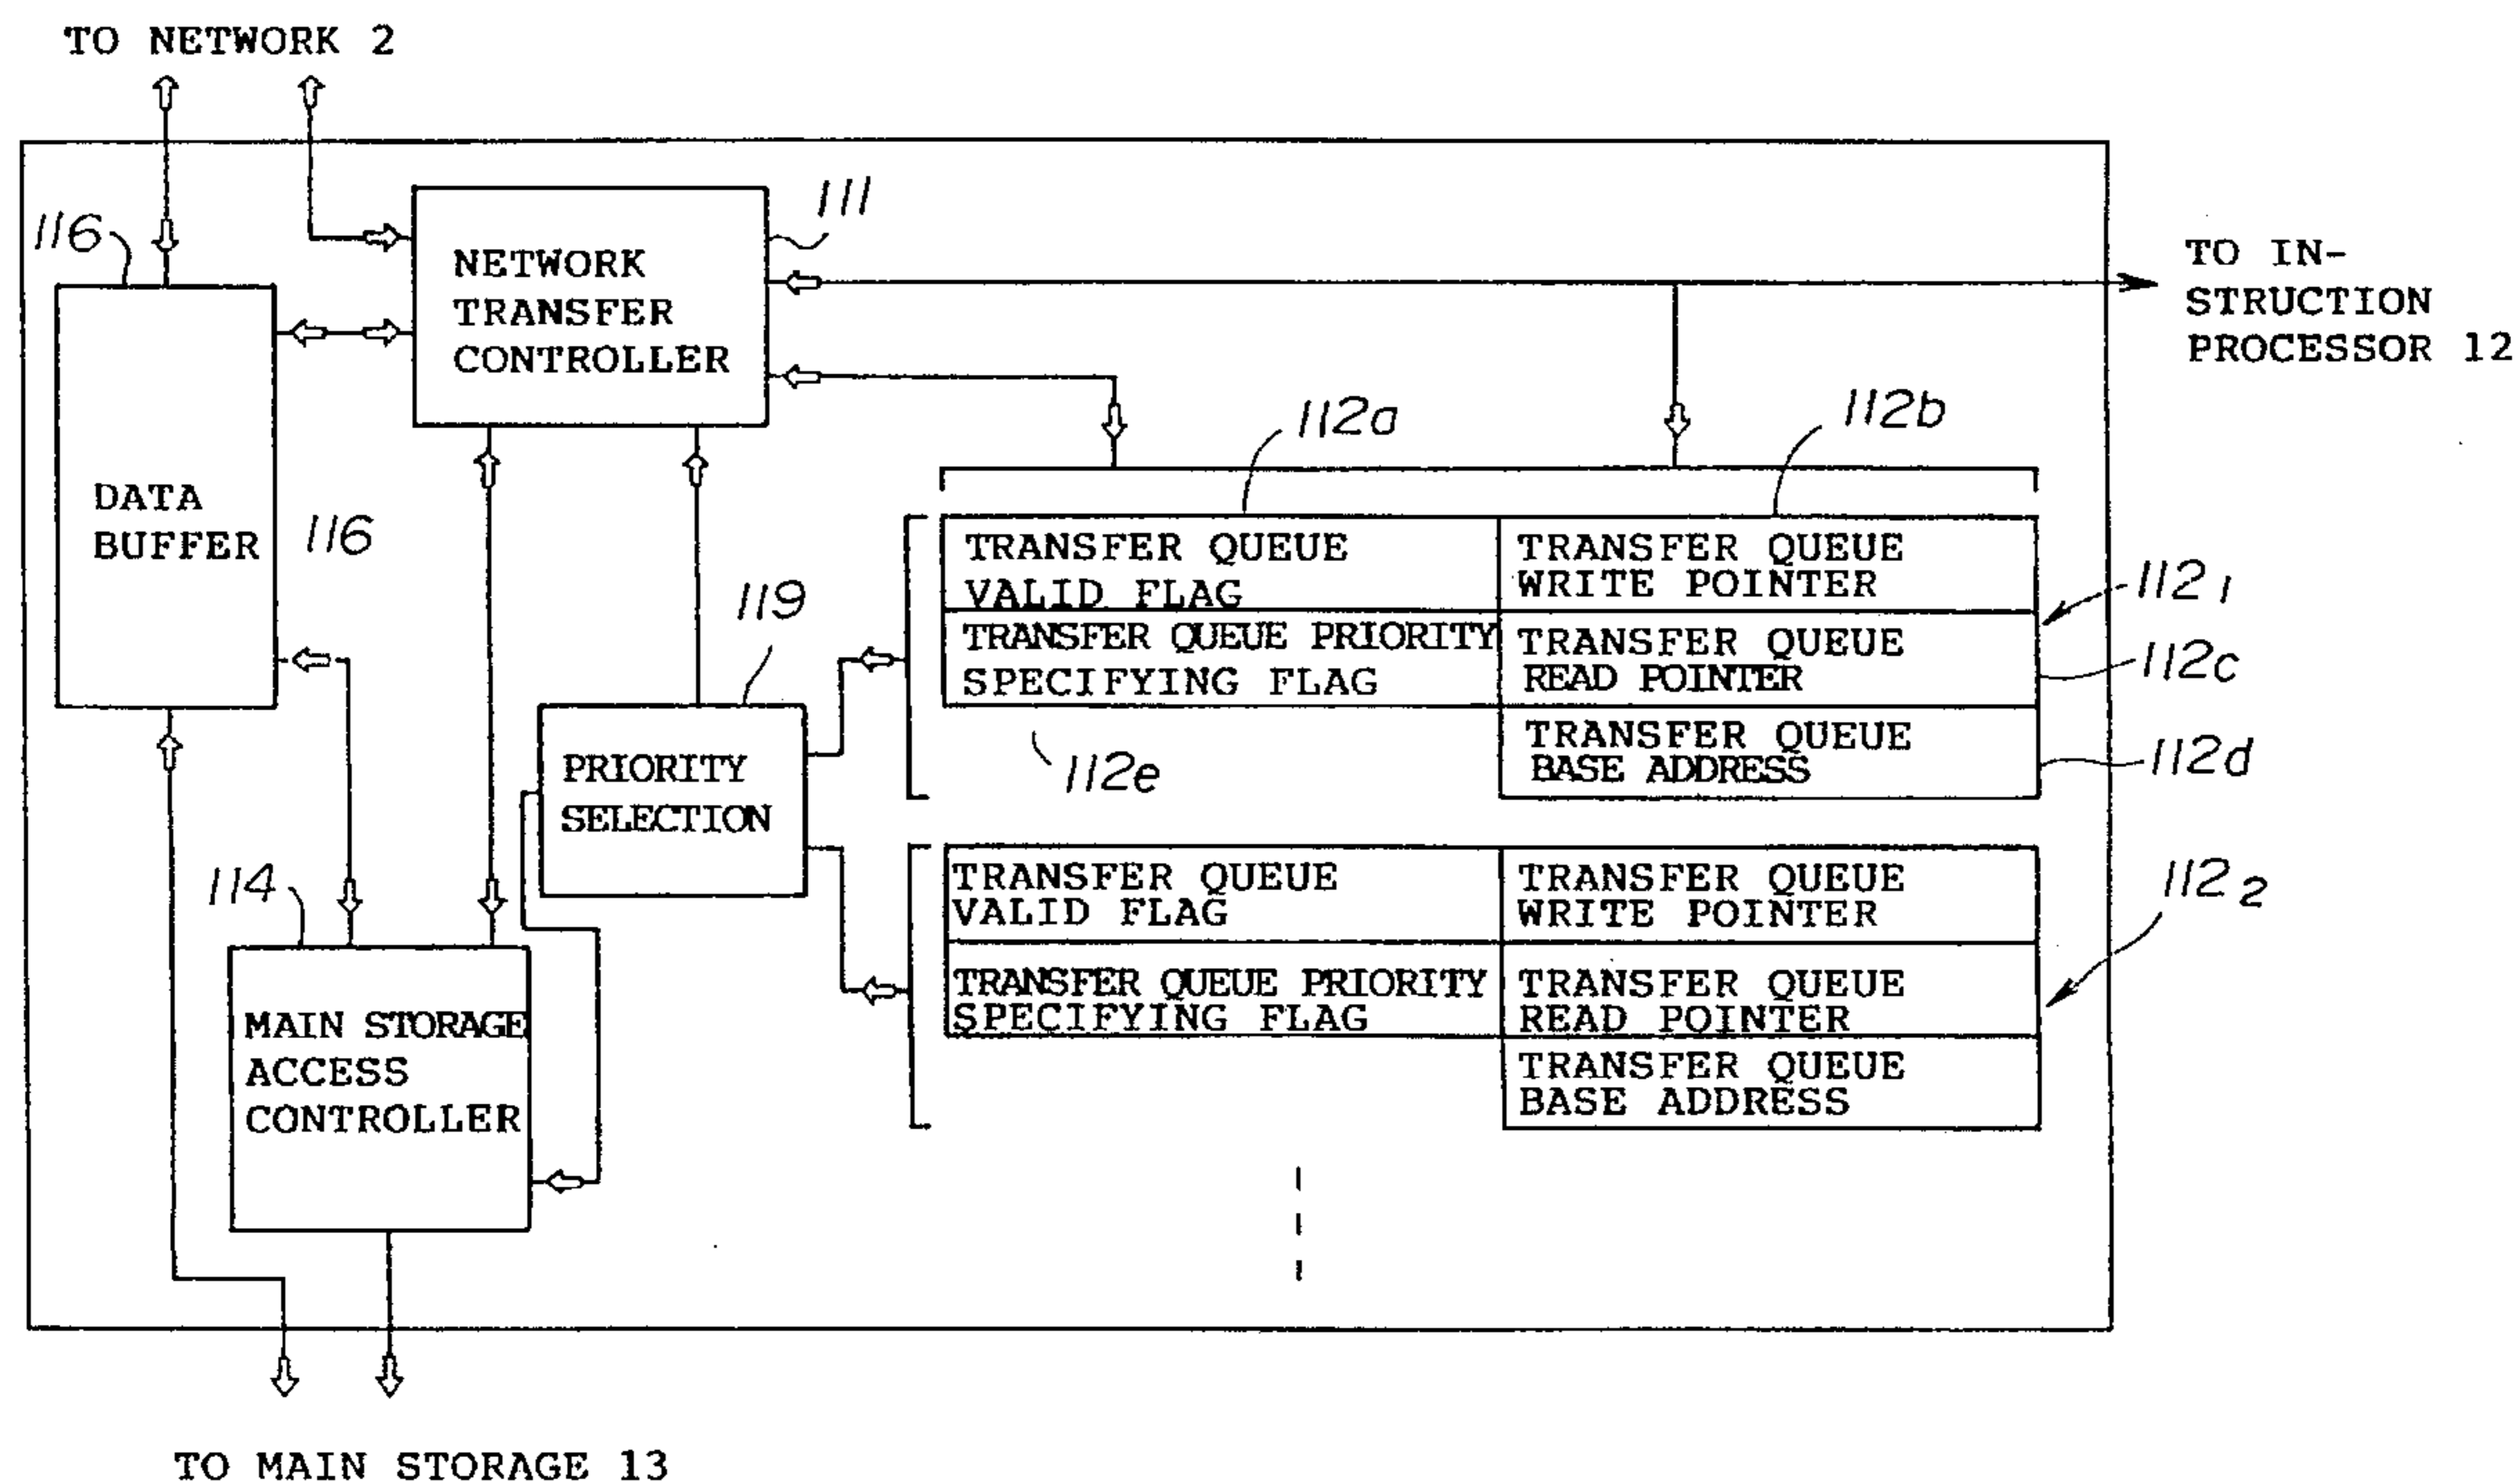 TO NETWORK 2
111
116
NETWORK
TRANSFER
CONTROLLER
TO IN-
STRUCTION
PROCESSOR 12
112a
112b
DATA
BUFFER
116
119
TRANSFER QUEUE
VALID FLAG
TRANSFER QUEUE
WRITE POINTER
112₁
TRANSFER QUEUE PRIORITY
SPECIFYING FLAG
TRANSFER QUEUE
READ POINTER
112c
112e
TRANSFER QUEUE
BASE ADDRESS
112d
PRIORITY
SELECTION
114
TRANSFER QUEUE
VALID FLAG
TRANSFER QUEUE
WRITE POINTER
112₂
TRANSFER QUEUE PRIORITY
SPECIFYING FLAG
TRANSFER QUEUE
READ POINTER
TRANSFER QUEUE
BASE ADDRESS
MAIN STORAGE
ACCESS
CONTROLLER
TO MAIN STORAGE 13